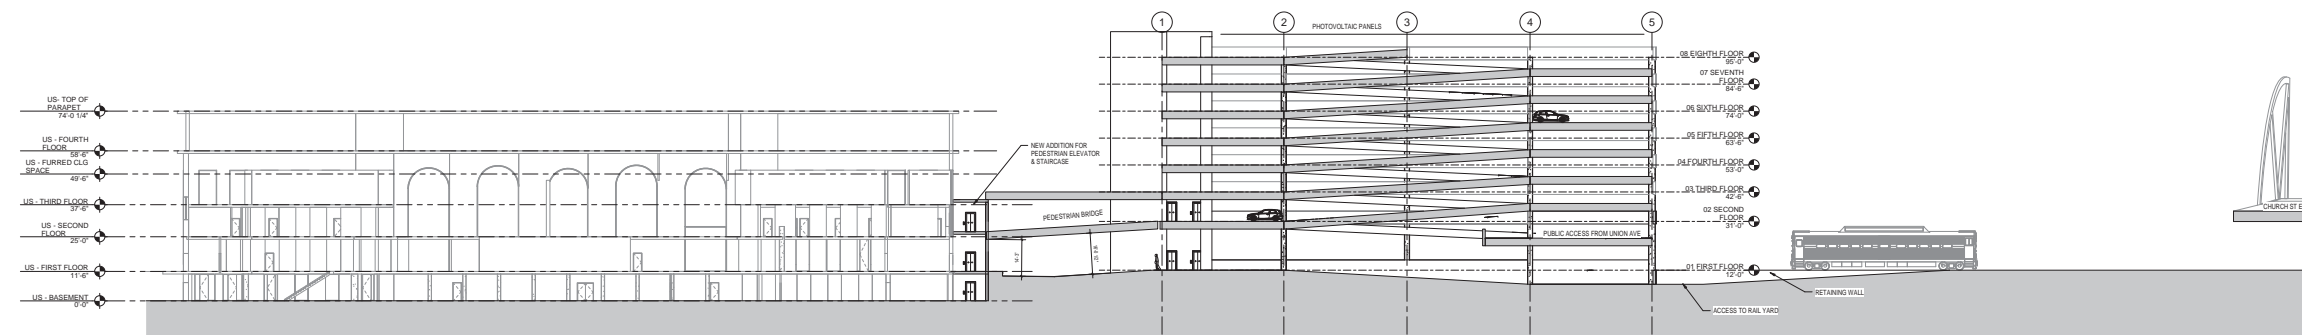 1
2
3
4
5
PHOTOVOLTAIC PANELS
US- TOP OF
PARAPET
74'-0 1/4"
US - FOURTH
FLOOR
58'-6"
US - FURRED CLG
SPACE
49'-6"
US - THIRD FLOOR
37'-6"
US - SECOND
FLOOR
25'-0"
US - FIRST FLOOR
11'-6"
US - BASEMENT
0'-0"
NEW ADDITION FOR
PEDESTRIAN ELEVATOR
& STAIRCASE
PEDESTRIAN BRIDGE
PUBLIC ACCESS FROM UNION AVE
08 EIGHTH FLOOR
95'-0"
07 SEVENTH
FLOOR
84'-6"
06 SIXTH FLOOR
74'-0"
05 FIFTH FLOOR
63'-6"
04 FOURTH FLOOR
53'-0"
03 THIRD FLOOR
42'-6"
02 SECOND
FLOOR
31'-0"
01 FIRST FLOOR
12'-0"
RETAINING WALL
ACCESS TO RAIL YARD
CHURCH ST E